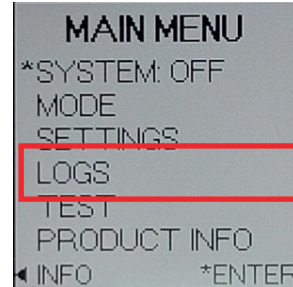 MAIN MENU
*SYSTEM: OFF
MODE
SETTINGS
LOGS
TEST
PRODUCT INFO
◄ INFO *ENTER